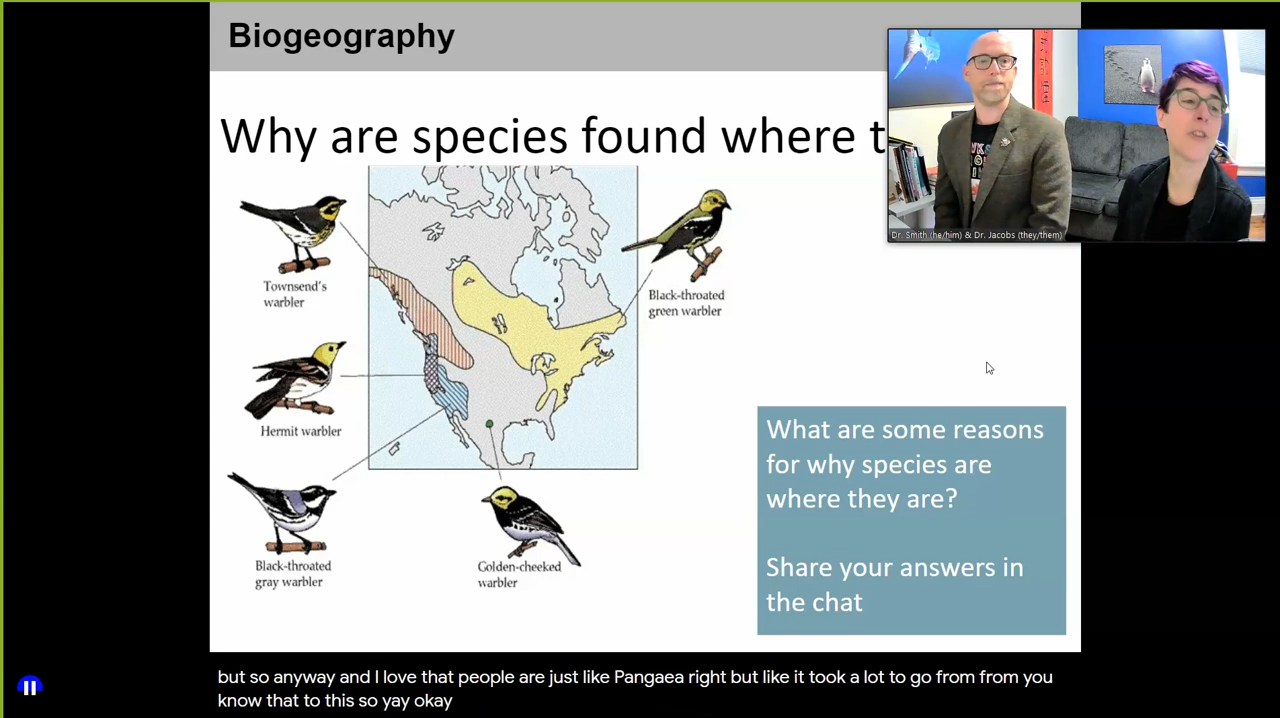 Biogeography
Why are species found where t
Dr. Smith (he/him) & Dr. Jacobs (they/them)
Townsend's
warbler
Black-throated
green warbler
Hermit warbler
Black-throated
gray warbler
Golden-cheeked
warbler
What are some reasons
for why species are
where they are?
Share your answers in
the chat
but so anyway and I love that people are just like Pangaea right but like it took a lot to go from from you
know that to this so yay okay